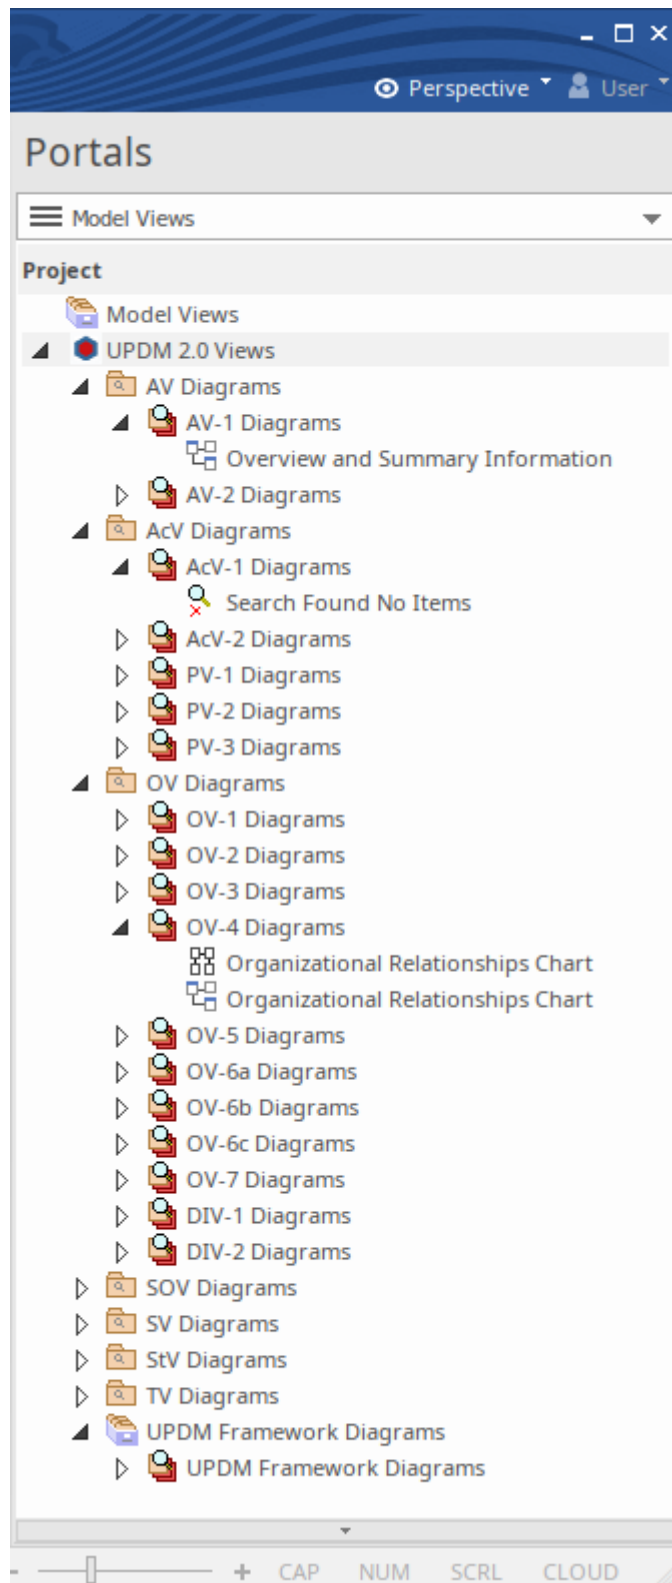 Perspective User
Portals
Model Views
Project
Model Views
UPDM 2.0 Views
AV Diagrams
AV-1 Diagrams
Overview and Summary Information
AV-2 Diagrams
AcV Diagrams
AcV-1 Diagrams
Search Found No Items
AcV-2 Diagrams
PV-1 Diagrams
PV-2 Diagrams
PV-3 Diagrams
OV Diagrams
OV-1 Diagrams
OV-2 Diagrams
OV-3 Diagrams
OV-4 Diagrams
Organizational Relationships Chart
Organizational Relationships Chart
OV-5 Diagrams
OV-6a Diagrams
OV-6b Diagrams
OV-6c Diagrams
OV-7 Diagrams
DIV-1 Diagrams
DIV-2 Diagrams
SOV Diagrams
SV Diagrams
StV Diagrams
TV Diagrams
UPDM Framework Diagrams
UPDM Framework Diagrams
CAP NUM SCRL CLOUD